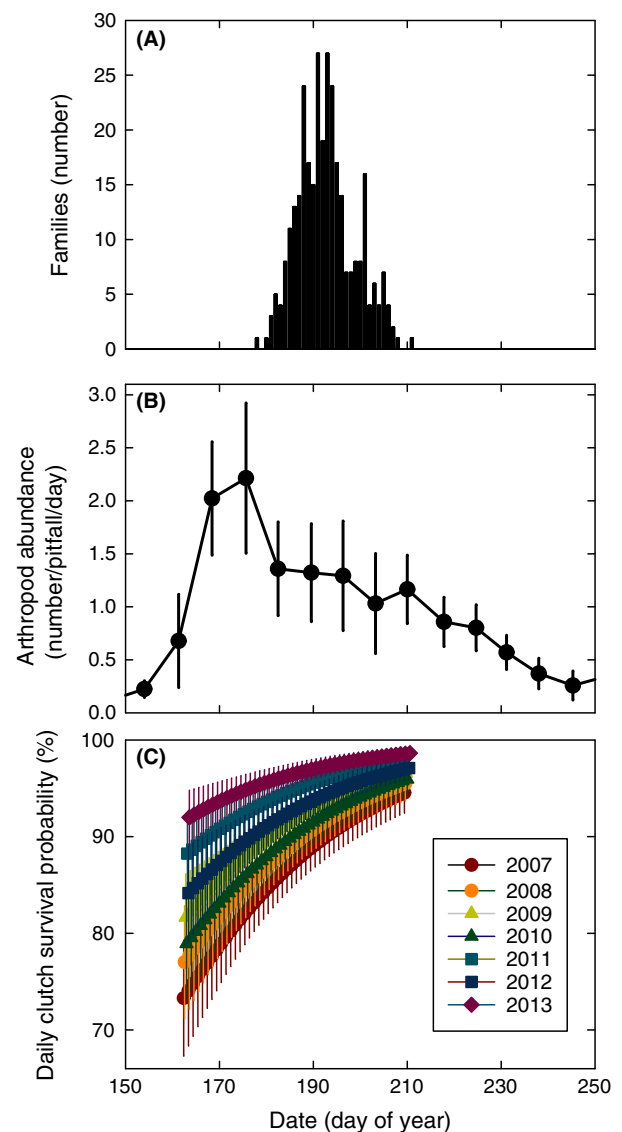 (A)
Families (number)
30
25
20
15
10
5
0
(B)
Arthropod abundance
(number/pitfall/day)
3.0
2.5
2.0
1.5
1.0
0.5
0.0
(C)
Daily clutch survival probability (%)
100
90
80
70
2007
2008
2009
2010
2011
2012
2013
150 170 190 210 230 250
Date (day of year)